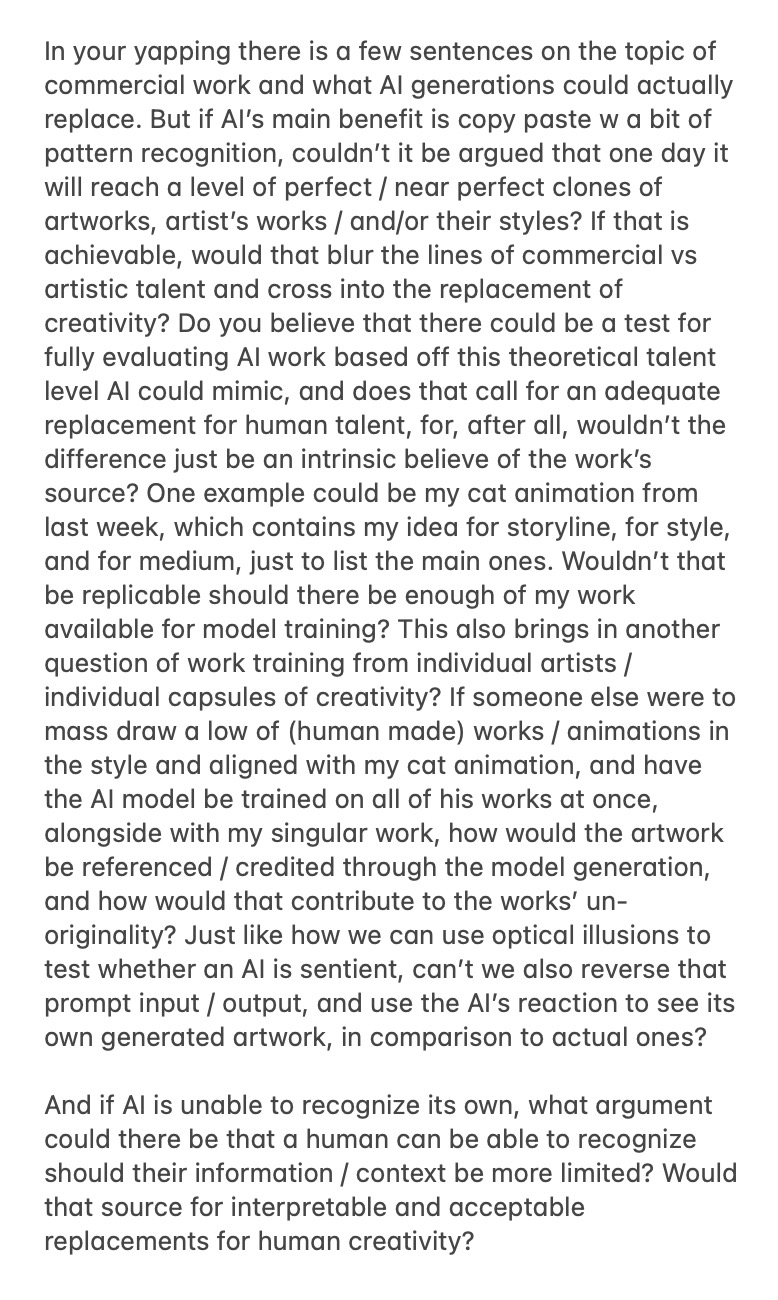 In your yapping there is a few sentences on the topic of
commercial work and what AI generations could actually
replace. But if AI’s main benefit is copy paste w a bit of
pattern recognition, couldn’t it be argued that one day it
will reach a level of perfect / near perfect clones of
artworks, artist’s works / and/or their styles? If that is
achievable, would that blur the lines of commercial vs
artistic talent and cross into the replacement of
creativity? Do you believe that there could be a test for
fully evaluating AI work based off this theoretical talent
level AI could mimic, and does that call for an adequate
replacement for human talent, for, after all, wouldn’t the
difference just be an intrinsic believe of the work’s
source? One example could be my cat animation from
last week, which contains my idea for storyline, for style,
and for medium, just to list the main ones. Wouldn’t that
be replicable should there be enough of my work
available for model training? This also brings in another
question of work training from individual artists /
individual capsules of creativity? If someone else were to
mass draw a low of (human made) works / animations in
the style and aligned with my cat animation, and have
the AI model be trained on all of his works at once,
alongside with my singular work, how would the artwork
be referenced / credited through the model generation,
and how would that contribute to the works’ un-
originality? Just like how we can use optical illusions to
test whether an AI is sentient, can’t we also reverse that
prompt input / output, and use the AI’s reaction to see its
own generated artwork, in comparison to actual ones?

And if AI is unable to recognize its own, what argument
could there be that a human can be able to recognize
should their information / context be more limited? Would
that source for interpretable and acceptable
replacements for human creativity?